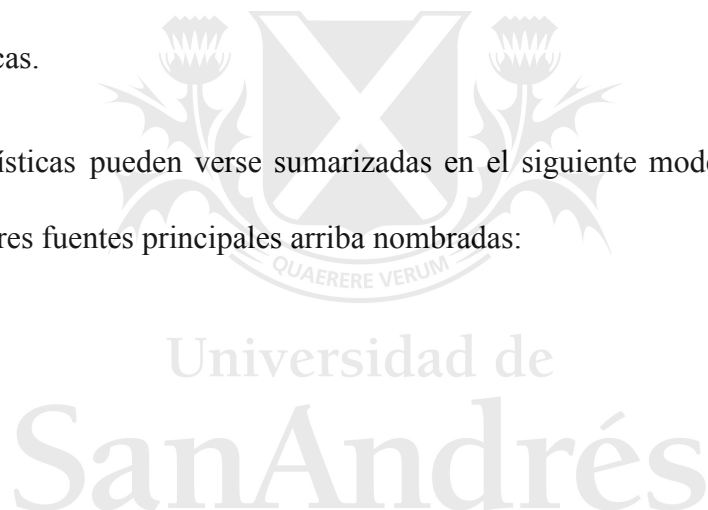 cas.
ísticas pueden verse sumarizadas en el siguiente mod
res fuentes principales arriba nombradas:
QUAERERE VERUM
Universidad de
SanAndrés